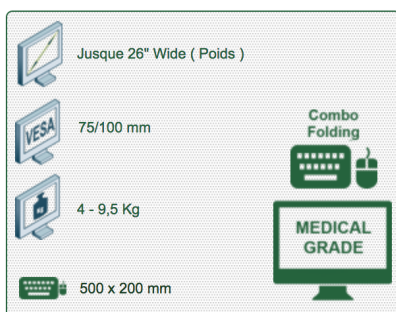 Jusque 26" Wide ( Poids )
VESA
75/100 mm
KG
4 - 9,5 Kg
500 x 200 mm
Combo
Folding
MEDICAL
GRADE